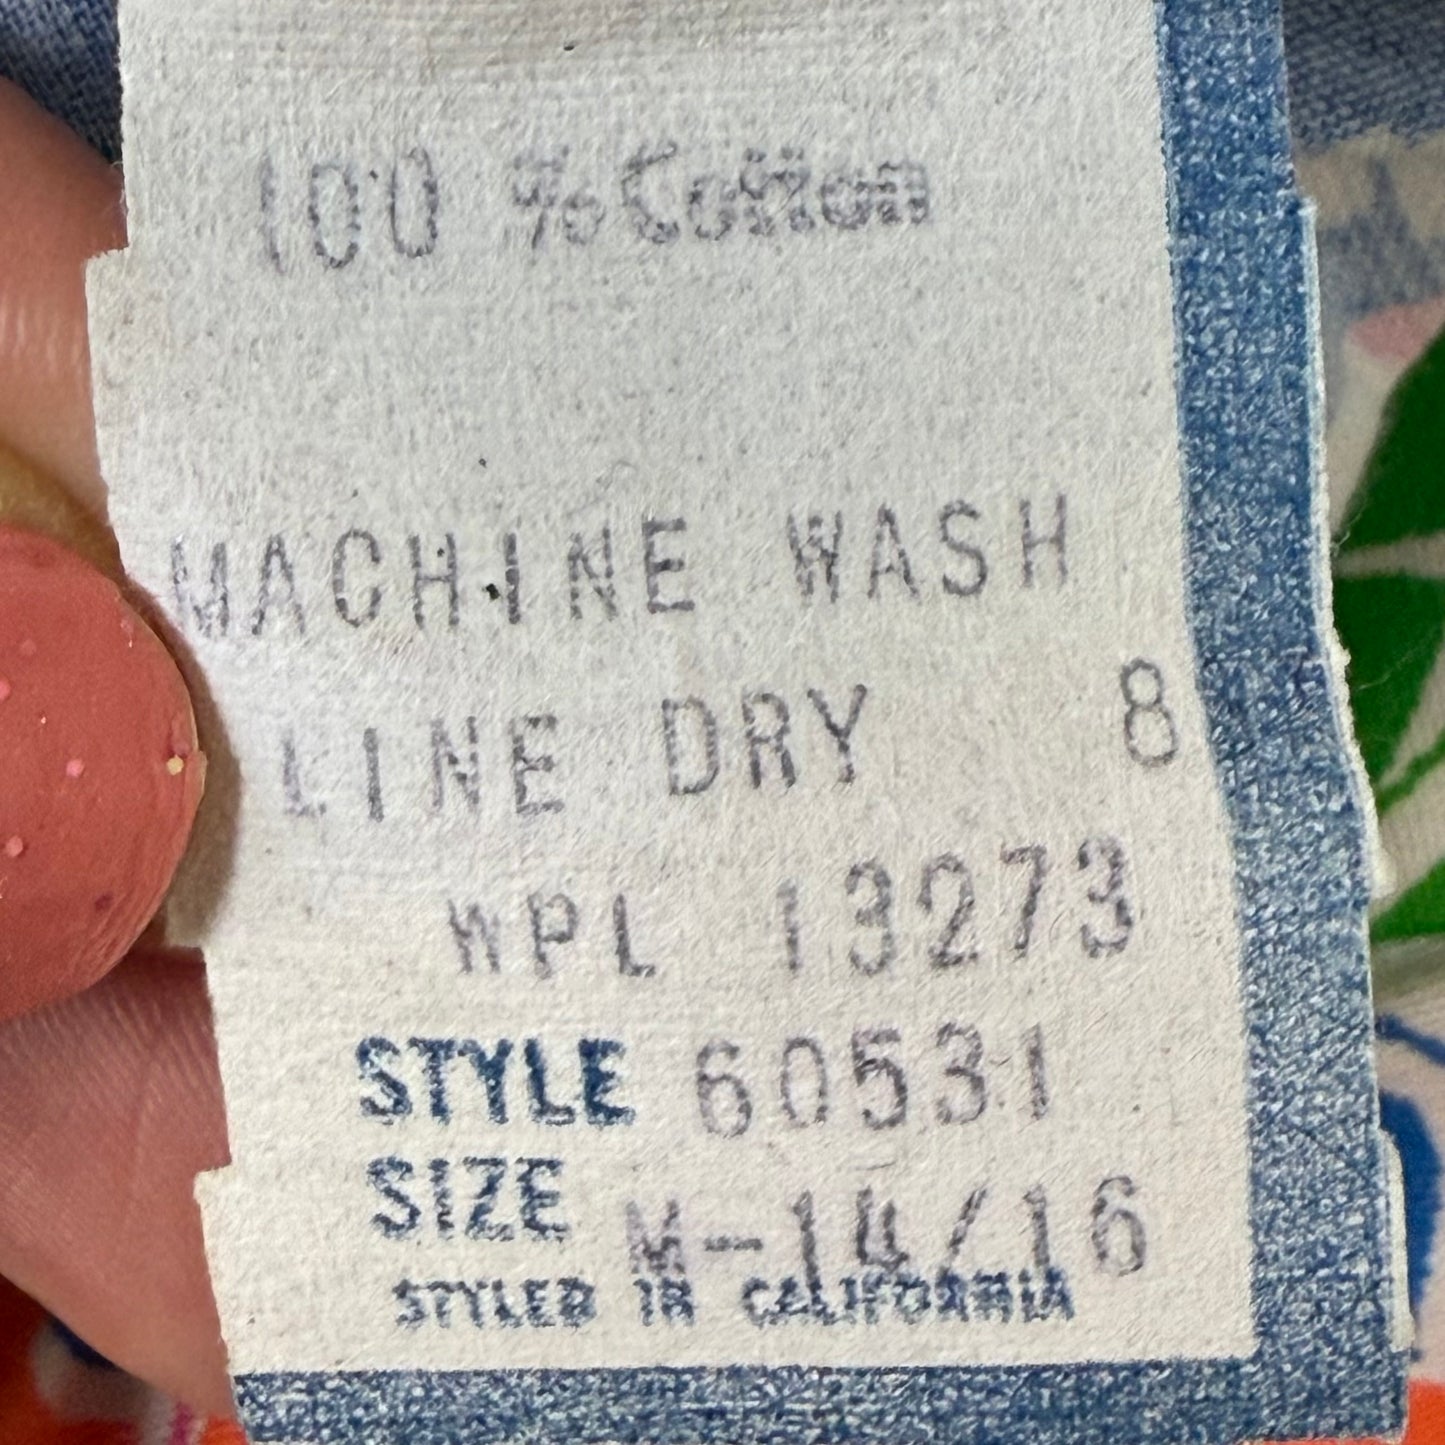 100 % Cotton
MACHINE WASH
LINE DRY 8
WPL 13273
STYLE 60531
SIZE M-14/16
STYLED IN CALIFORNIA